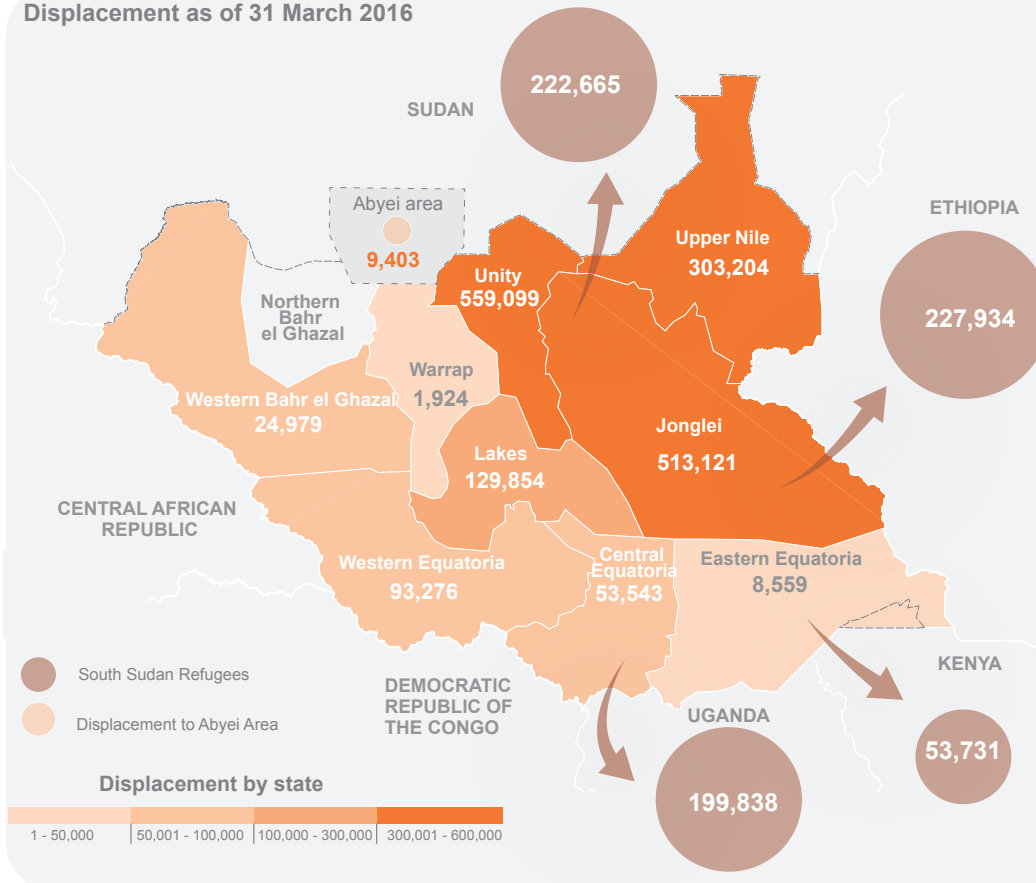 Displacement as of 31 March 2016
222,665
SUDAN
ETHIOPIA
Abyei area
9,403
Upper Nile
303,204
Unity
559,099
Northern
Bahr
el Ghazal
227,934
Warrap
1,924
Western Bahr el Ghazal
24,979
Jonglei
513,121
Lakes
129,854
CENTRAL AFRICAN
REPUBLIC
Western Equatoria
93,276
Central
Equatoria
53,543
Eastern Equatoria
8,559
South Sudan Refugees
Displacement to Abyei Area
DEMOCRATIC
REPUBLIC OF
THE CONGO
KENYA
UGANDA
53,731
199,838
Displacement by state
1 - 50,000
50,001 - 100,000
100,000 - 300,000
300,001 - 600,000